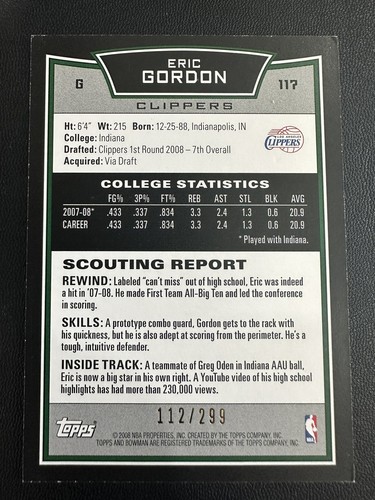 ERIC
G GORDON 117
CLIPPERS
Ht: 6'4" Wt: 215 Born: 12-25-88, Indianapolis, IN
College: Indiana
Drafted: Clippers 1st Round 2008 – 7th Overall
Acquired: Via Draft
LOS ANGELES
CLIPPERS
COLLEGE STATISTICS
FG% 3P% FT% REB AST STL BLK AVG
2007-08* .433 .337 .834 3.3 2.4 1.3 0.6 20.9
CAREER .433 .337 .834 3.3 2.4 1.3 0.6 20.9
* Played with Indiana.
SCOUTING REPORT
REWIND: Labeled "can't miss" out of high school, Eric was indeed
a hit in '07-08. He made First Team All-Big Ten and led the conference
in scoring.
SKILLS: A prototype combo guard, Gordon gets to the rack with
his quickness, but he is also adept at scoring from the perimeter. He's a
tough, intuitive defender.
INSIDE TRACK: A teammate of Greg Oden in Indiana AAU ball,
Eric is now a big star in his own right. A YouTube video of his high school
highlights has had more than 230,000 views.
112/299
Topps
© 2008 NBA PROPERTIES, INC. CREATED BY THE TOPPS COMPANY, INC.
TOPPS AND BOWMAN ARE REGISTERED TRADEMARKS OF THE TOPPS COMPANY, INC.
NBA